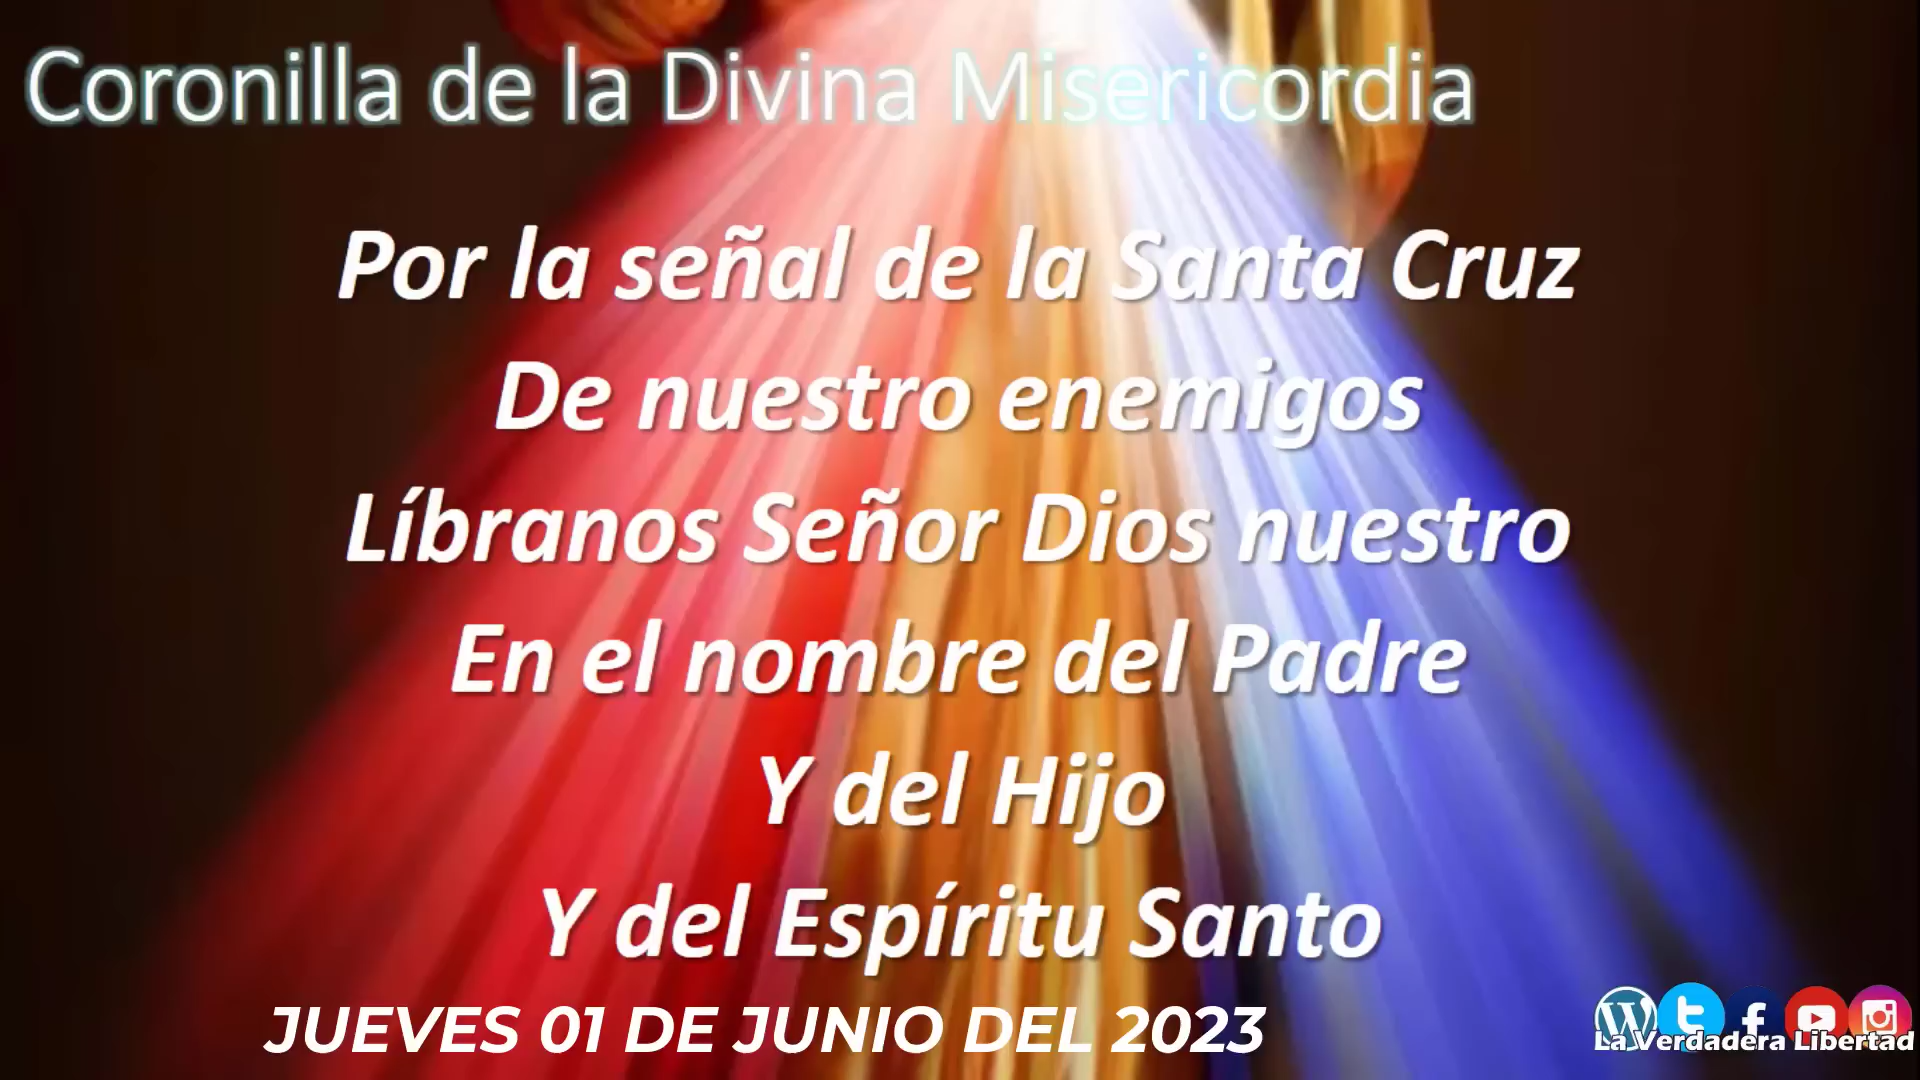 Coronilla de la Divina Misericordia
Por la señal de la Santa Cruz
De nuestro enemigos
Líbranos Señor Dios nuestro
En el nombre del Padre
Y del Hijo
Y del Espíritu Santo
JUEVES 01 DE JUNIO DEL 2023
La Verdadera Libertad